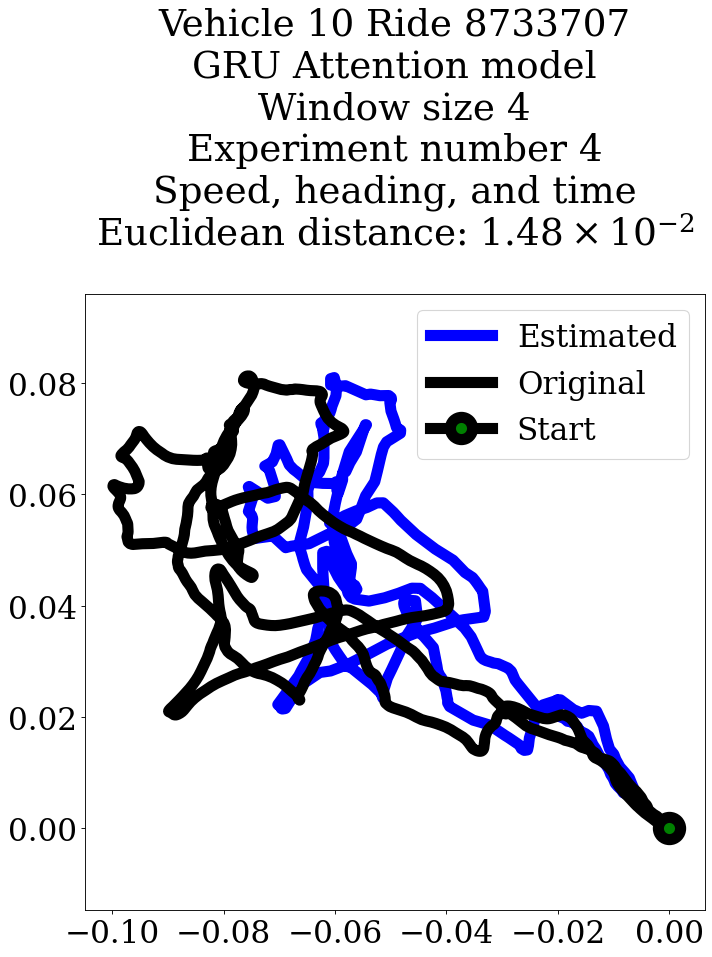 Vehicle 10 Ride 8733707
GRU Attention model
Window size 4
Experiment number 4
Speed, heading, and time
Euclidean distance: 1.48 × 10⁻²
Estimated
Original
Start
0.08
0.06
0.04
0.02
0.00
−0.10 −0.08 −0.06 −0.04 −0.02 0.00